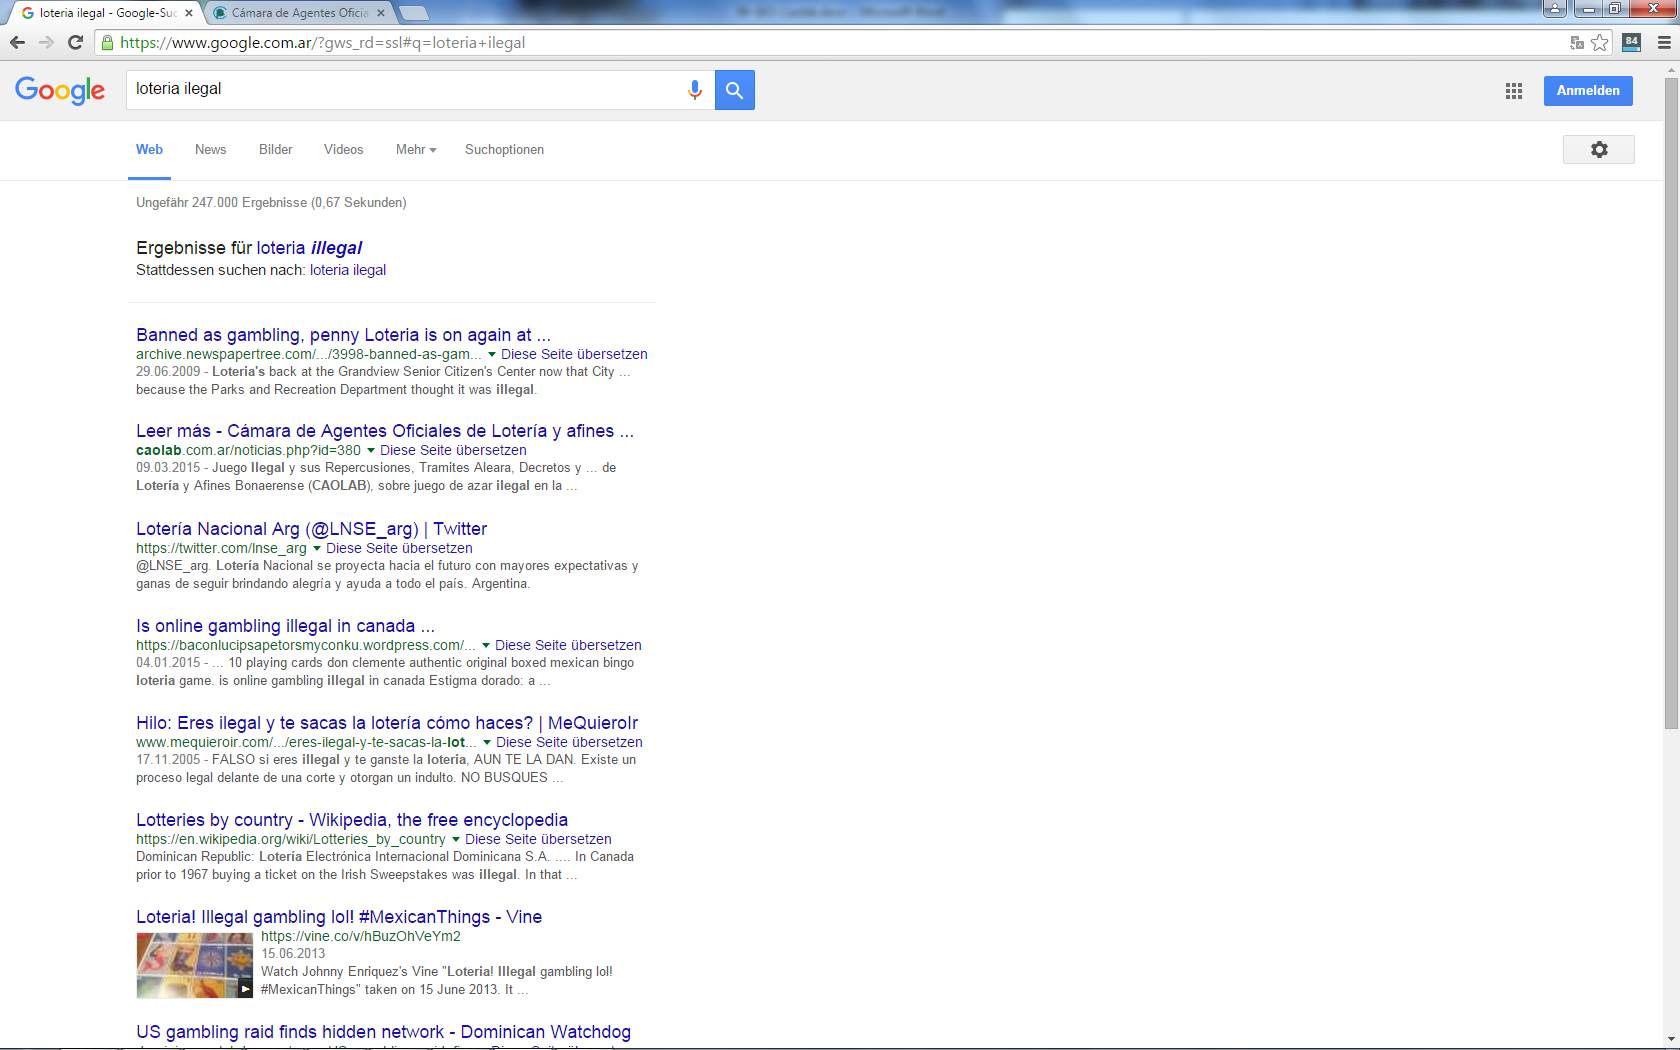 loteria ilegal - Google-Suc
Cámara de Agentes Oficia
https://www.google.com.ar/?gws_rd=ssl#q=loteria+ilegal
84
Google
loteria ilegal
Anmelden
Web News Bilder Videos Mehr Suchoptionen
Ungefähr 247.000 Ergebnisse (0,67 Sekunden)
Ergebnisse für loteria illegal
Stattdessen suchen nach: loteria ilegal
Banned as gambling, penny Loteria is on again at ...
archive.newspapertree.com/.../3998-banned-as-gam... Diese Seite übersetzen
29.06.2009 - Loteria's back at the Grandview Senior Citizen's Center now that City ...
because the Parks and Recreation Department thought it was illegal.
Leer más - Cámara de Agentes Oficiales de Lotería y afines ...
caolab.com.ar/noticias.php?id=380 Diese Seite übersetzen
09.03.2015 - Juego Ilegal y sus Repercusiones, Tramites Aleara, Decretos y ... de
Lotería y Afines Bonaerense (CAOLAB), sobre juego de azar ilegal en la ...
Lotería Nacional Arg (@LNSE_arg) | Twitter
https://twitter.com/lnse_arg Diese Seite übersetzen
@LNSE_arg. Lotería Nacional se proyecta hacia el futuro con mayores expectativas y
ganas de seguir brindando alegría y ayuda a todo el país. Argentina.
Is online gambling illegal in canada ...
https://baconlucipsapetorsmyconku.wordpress.com/... Diese Seite übersetzen
04.01.2015 - ... 10 playing cards don clemente authentic original boxed mexican bingo
loteria game. is online gambling illegal in canada Estigma dorado: a ...
Hilo: Eres ilegal y te sacas la lotería cómo haces? | MeQuieroIr
www.mequieroir.com/.../eres-ilegal-y-te-sacas-la-lot... Diese Seite übersetzen
17.11.2005 - FALSO si eres illegal y te ganste la loteria, AUN TE LA DAN. Existe un
proceso legal delante de una corte y otorgan un indulto. NO BUSQUES ...
Lotteries by country - Wikipedia, the free encyclopedia
https://en.wikipedia.org/wiki/Lotteries_by_country Diese Seite übersetzen
Dominican Republic: Lotería Electrónica Internacional Dominicana S.A. .... In Canada
prior to 1967 buying a ticket on the Irish Sweepstakes was illegal. In that ...
Loteria! Illegal gambling lol! #MexicanThings - Vine
https://vine.co/v/hBuzOhVeYm2
15.06.2013
Watch Johnny Enriquez's Vine "Loteria! Illegal gambling lol!
#MexicanThings" taken on 15 June 2013. It ...
US gambling raid finds hidden network - Dominican Watchdog